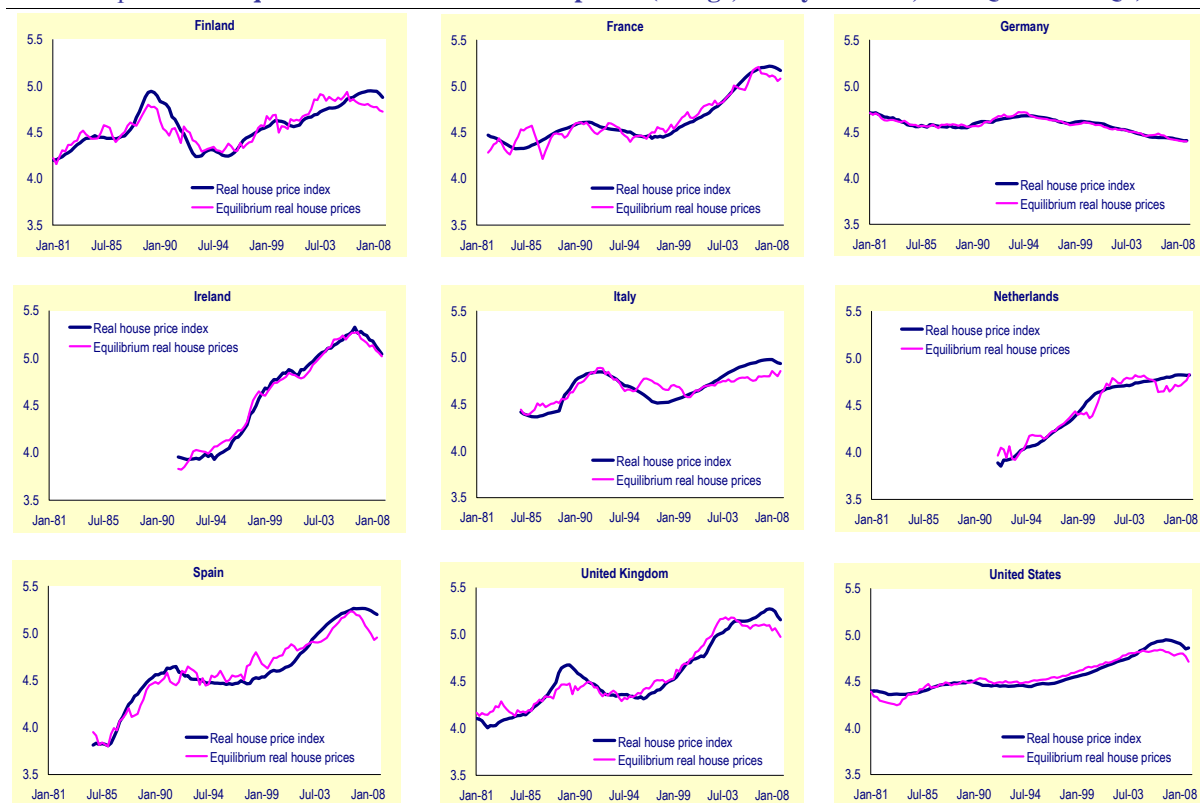 Finland
France
Germany
5.5
5.0
4.5
4.0
3.5
Real house price index
Equilibrium real house prices
Jan-81 Jul-85 Jan-90 Jul-94 Jan-99 Jul-03 Jan-08
5.5
5.0
4.5
4.0
3.5
Real house price index
Equilibrium real house prices
Jan-81 Jul-85 Jan-90 Jul-94 Jan-99 Jul-03 Jan-08
5.5
5.0
4.5
4.0
3.5
Real house price index
Equilibrium real house prices
Jan-81 Jul-85 Jan-90 Jul-94 Jan-99 Jul-03 Jan-08
Ireland
Italy
Netherlands
5.5
5.0
4.5
4.0
3.5
Real house price index
Equilibrium real house prices
Jan-81 Jul-85 Jan-90 Jul-94 Jan-99 Jul-03 Jan-08
5.5
5.0
4.5
4.0
3.5
Real house price index
Equilibrium real house prices
Jan-81 Jul-85 Jan-90 Jul-94 Jan-99 Jul-03 Jan-08
5.5
5.0
4.5
4.0
3.5
Real house price index
Equilibrium real house prices
Jan-81 Jul-85 Jan-90 Jul-94 Jan-99 Jul-03 Jan-08
Spain
United Kingdom
United States
5.5
5.0
4.5
4.0
3.5
Real house price index
Equilibrium real house prices
Jan-81 Jul-85 Jan-90 Jul-94 Jan-99 Jul-03 Jan-08
5.5
5.0
4.5
4.0
3.5
Real house price index
Equilibrium real house prices
Jan-81 Jul-85 Jan-90 Jul-94 Jan-99 Jul-03 Jan-08
5.5
5.0
4.5
4.0
3.5
Real house price index
Equilibrium real house prices
Jan-81 Jul-85 Jan-90 Jul-94 Jan-99 Jul-03 Jan-08